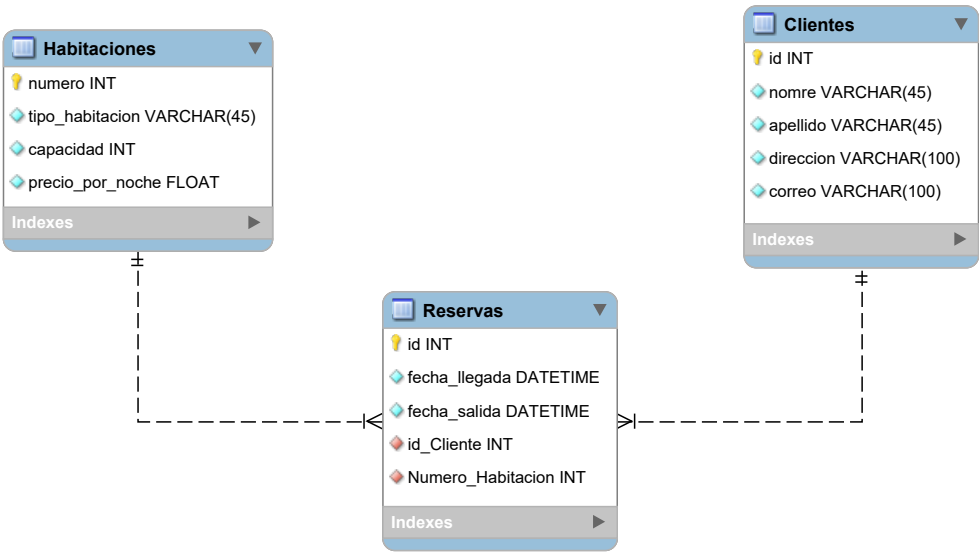 Habitaciones
numero INT
tipo_habitacion VARCHAR(45)
capacidad INT
precio_por_noche FLOAT
Indexes
Clientes
id INT
nomre VARCHAR(45)
apellido VARCHAR(45)
direccion VARCHAR(100)
correo VARCHAR(100)
Indexes
Reservas
id INT
fecha_llegada DATETIME
fecha_salida DATETIME
id_Cliente INT
Numero_Habitacion INT
Indexes